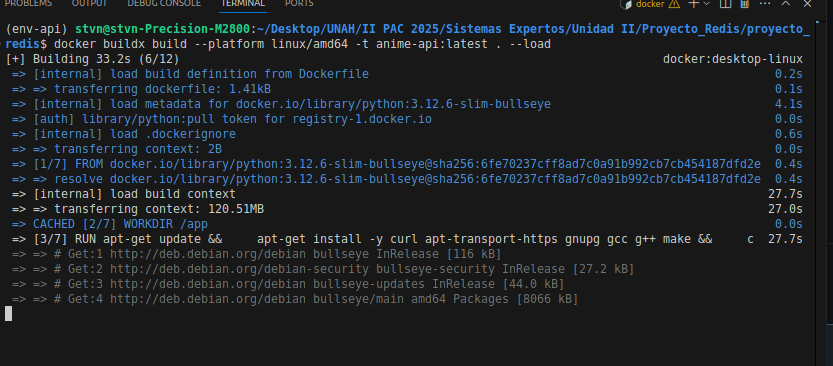 PROBLEMS OUTPUT DEBUG CONSOLE TERMINAL PORTS docker
(env-api) stvn@stvn-Precision-M2800:~/Desktop/UNAH/II PAC 2025/Sistemas Expertos/Unidad II/Proyecto_Redis/proyecto_
redis$ docker buildx build --platform linux/amd64 -t anime-api:latest . --load
[+] Building 33.2s (6/12) docker:desktop-linux
=> [internal] load build definition from Dockerfile 0.2s
=> => transferring dockerfile: 1.41kB 0.1s
=> [internal] load metadata for docker.io/library/python:3.12.6-slim-bullseye 4.1s
=> [auth] library/python:pull token for registry-1.docker.io 0.0s
=> [internal] load .dockerignore 0.6s
=> => transferring context: 2B 0.0s
=> [1/7] FROM docker.io/library/python:3.12.6-slim-bullseye@sha256:6fe70237cff8ad7c0a91b992cb7cb454187dfd2e 0.4s
=> => resolve docker.io/library/python:3.12.6-slim-bullseye@sha256:6fe70237cff8ad7c0a91b992cb7cb454187dfd2e 0.4s
=> [internal] load build context 27.7s
=> => transferring context: 120.51MB 27.0s
=> CACHED [2/7] WORKDIR /app 0.0s
=> [3/7] RUN apt-get update && apt-get install -y curl apt-transport-https gnupg gcc g++ make && c 27.7s
=> => # Get:1 http://deb.debian.org/debian bullseye InRelease [116 kB]
=> => # Get:2 http://deb.debian.org/debian-security bullseye-security InRelease [27.2 kB]
=> => # Get:3 http://deb.debian.org/debian bullseye-updates InRelease [44.0 kB]
=> => # Get:4 http://deb.debian.org/debian bullseye/main amd64 Packages [8066 kB]